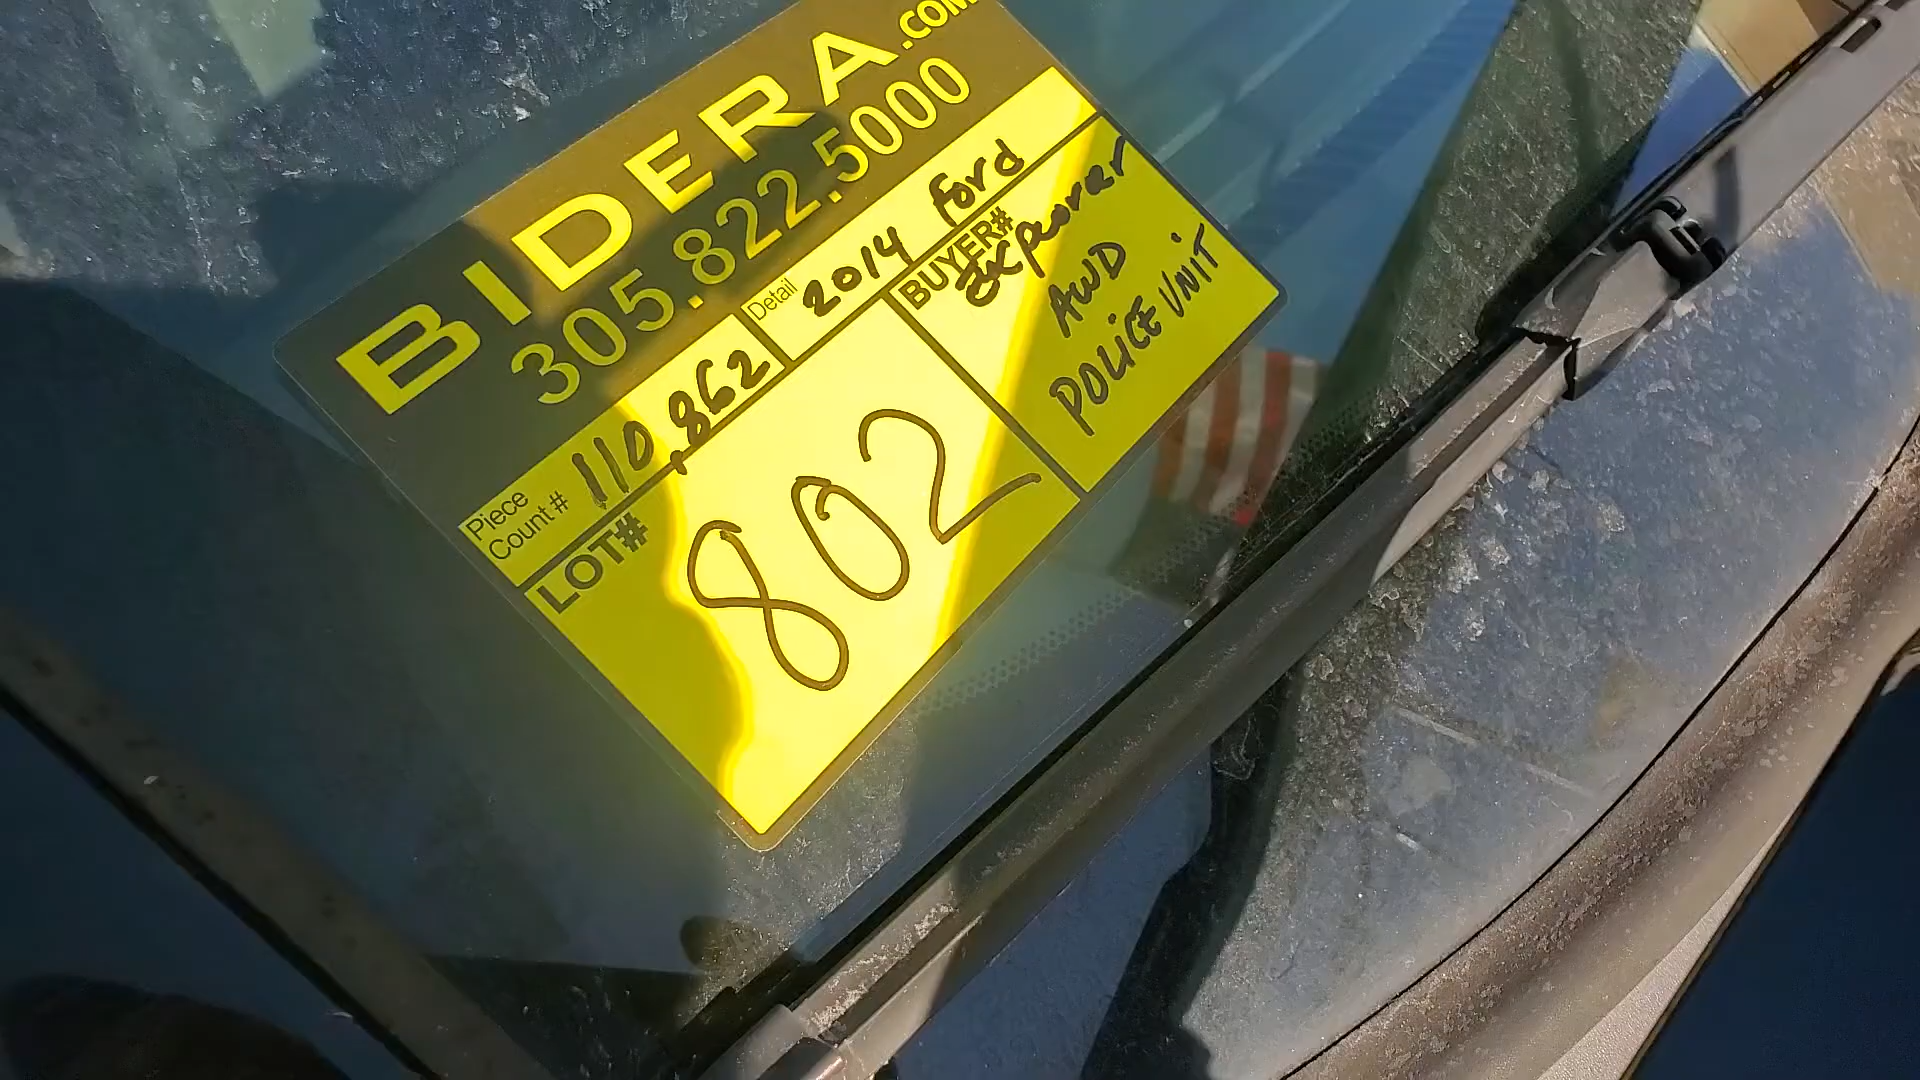 BIDERA.COM
305.822.5000
Piece Count # 110,862
Detail 2014 Ford
LOT# 802
BUYER# Explorer
AWD
POLICE UNIT